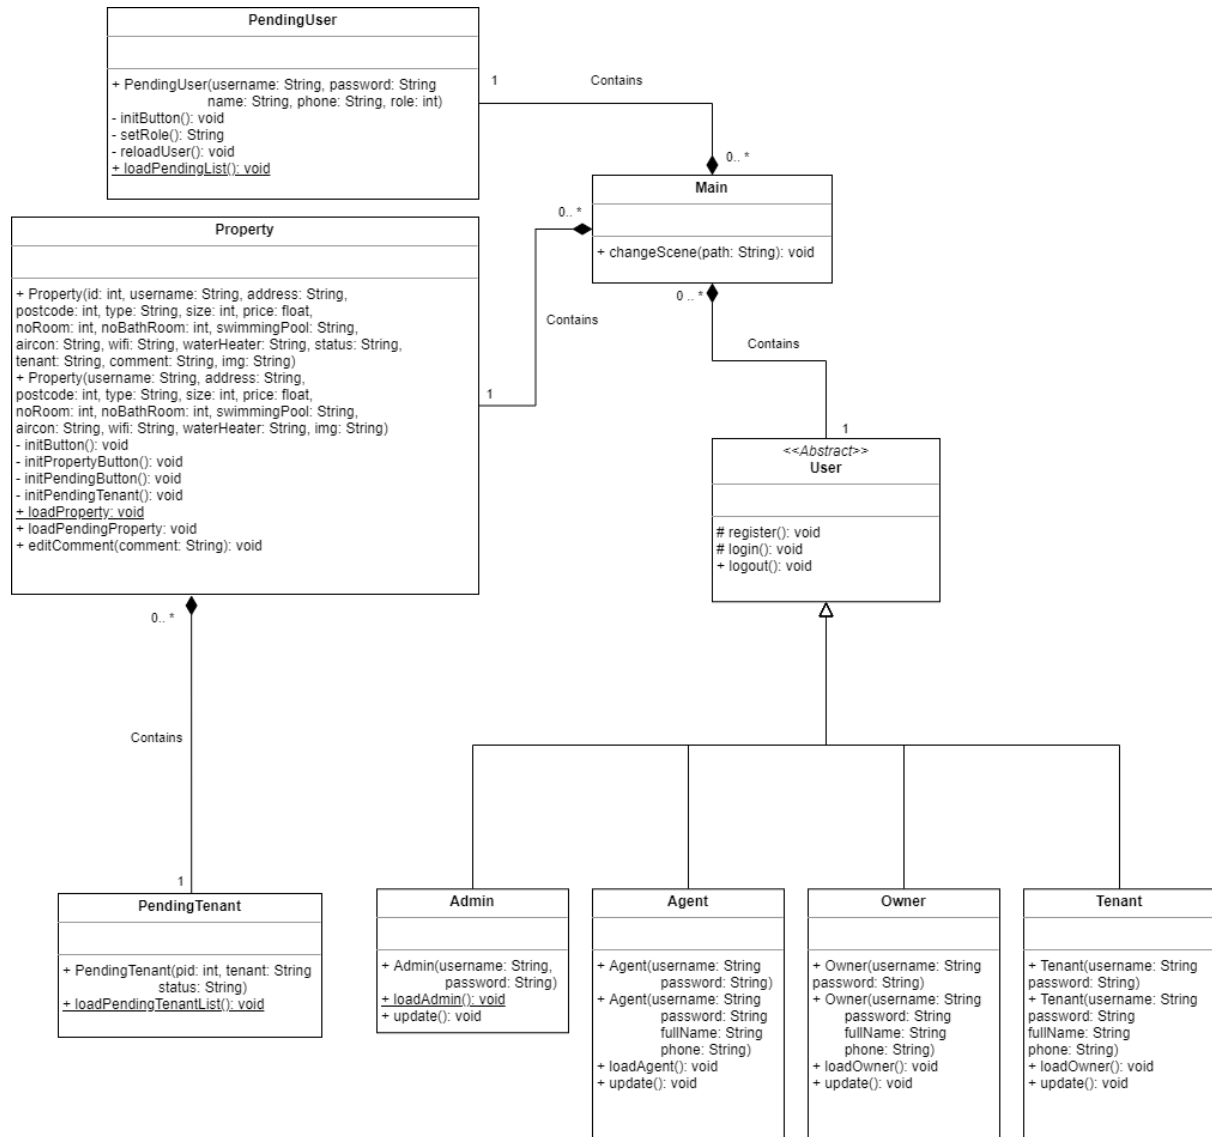 PendingUser
+ PendingUser(username: String, password: String
name: String, phone: String, role: int)
- initButton(): void
- setRole(): String
- reloadUser(): void
+ loadPendingList(): void
1
Contains
0.. *
Main
+ changeScene(path: String): void
0.. *
Contains
1
0 .. *
Contains
1
Property
+ Property(id: int, username: String, address: String,
postcode: int, type: String, size: int, price: float,
noRoom: int, noBathRoom: int, swimmingPool: String,
aircon: String, wifi: String, waterHeater: String, status: String,
tenant: String, comment: String, img: String)
+ Property(username: String, address: String,
postcode: int, type: String, size: int, price: float,
noRoom: int, noBathRoom: int, swimmingPool: String,
aircon: String, wifi: String, waterHeater: String, img: String)
- initButton(): void
- initPropertyButton(): void
- initPendingButton(): void
- initPendingTenant(): void
+ loadProperty: void
+ loadPendingProperty: void
+ editComment(comment: String): void
<<Abstract>>
User
# register(): void
# login(): void
+ logout(): void
0.. *
Contains
1
PendingTenant
+ PendingTenant(pid: int, tenant: String
status: String)
+ loadPendingTenantList(): void
Admin
+ Admin(username: String,
password: String)
+ loadAdmin(): void
+ update(): void
Agent
+ Agent(username: String
password: String)
+ Agent(username: String
password: String
fullName: String
phone: String)
+ loadAgent(): void
+ update(): void
Owner
+ Owner(username: String
password: String)
+ Owner(username: String
password: String
fullName: String
phone: String)
+ loadOwner(): void
+ update(): void
Tenant
+ Tenant(username: String
password: String)
+ Tenant(username: String
password: String
fullName: String
phone: String)
+ loadOwner(): void
+ update(): void